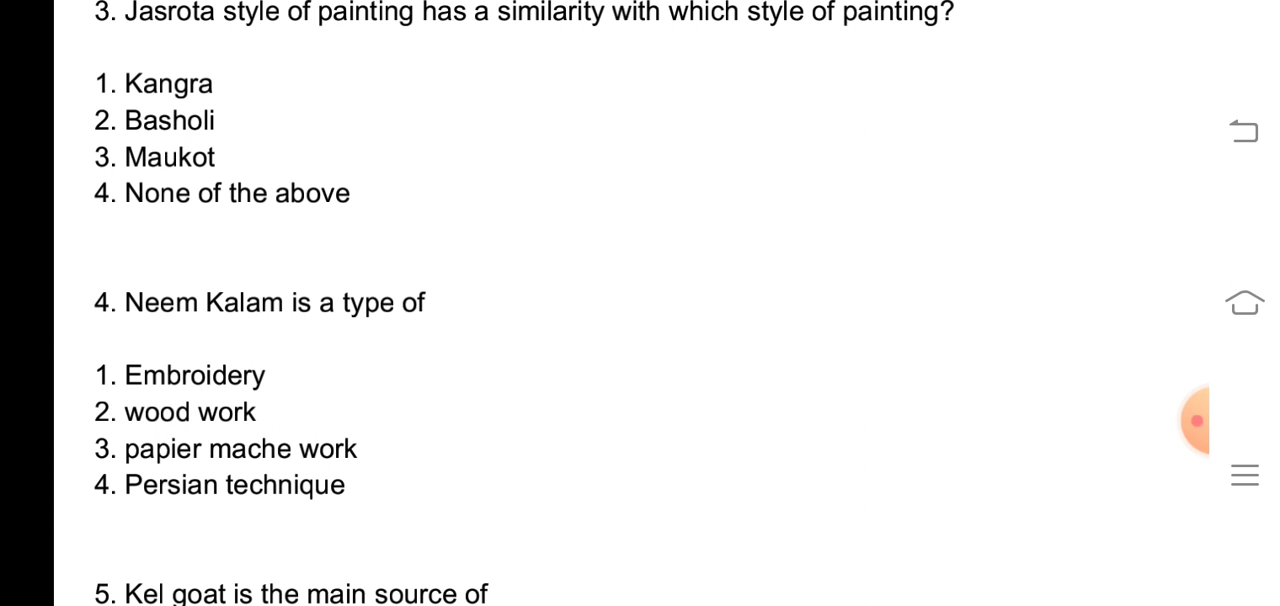 3. Jasrota style of painting has a similarity with which style of painting?
1. Kangra
2. Basholi
3. Maukot
4. None of the above
4. Neem Kalam is a type of
1. Embroidery
2. wood work
3. papier mache work
4. Persian technique
5. Kel goat is the main source of